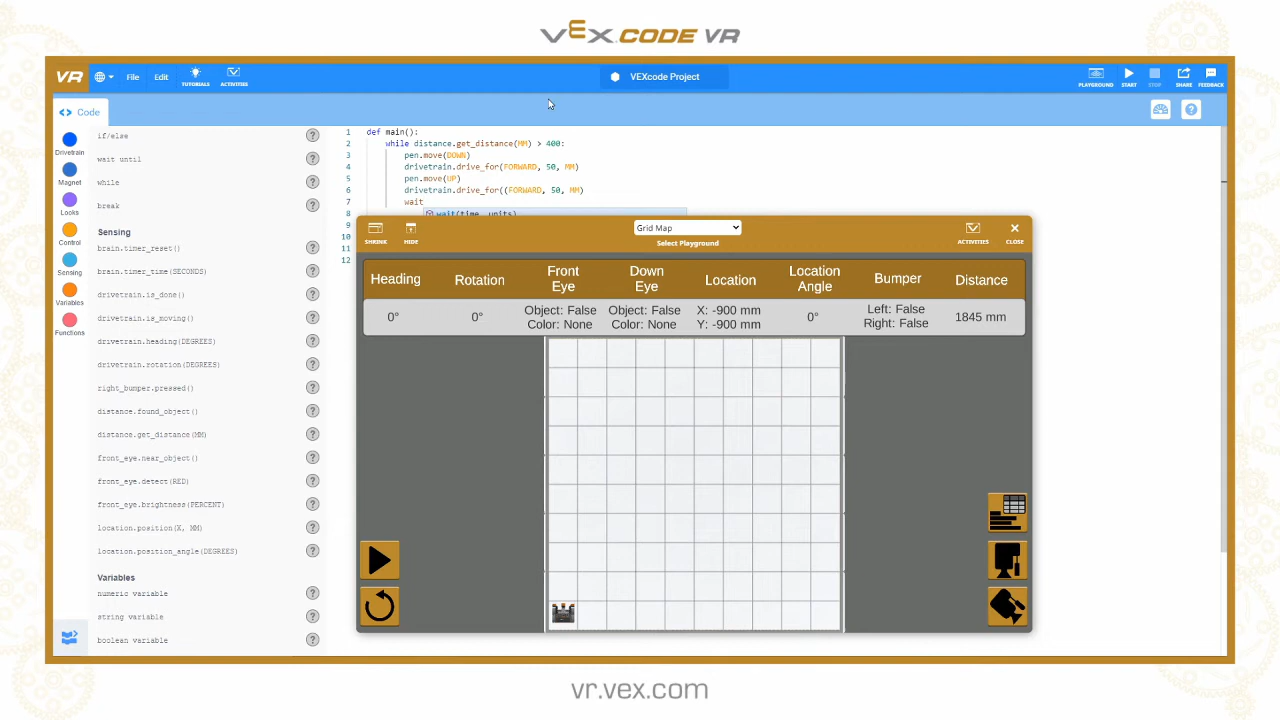 VEX CODE VR
VR
File
Edit
TUTORIALS
ACTIVITIES
VEXcode Project
PLAYGROUND
START
STOP
SHARE
FEEDBACK
<> Code
Drivetrain
Magnet
Looks
Control
Sensing
Variables
Functions
if/else
wait until
while
break
Sensing
brain.timer_reset()
brain.timer_time(SECONDS)
drivetrain.is_done()
drivetrain.is_moving()
drivetrain.heading(DEGREES)
drivetrain.rotation(DEGREES)
right_bumper.pressed()
distance.found_object()
distance.get_distance(MM)
front_eye.near_object()
front_eye.detect(RED)
front_eye.brightness(PERCENT)
location.position(X, MM)
location.position_angle(DEGREES)
Variables
numeric variable
string variable
boolean variable
1 def main():
2 while distance.get_distance(MM) > 400:
3 pen.move(DOWN)
4 drivetrain.drive_for(FORWARD, 50, MM)
5 pen.move(UP)
6 drivetrain.drive_for((FORWARD, 50, MM)
7 wait
8 wait(time, units)
9
10
11
12
SHRINK
HIDE
Grid Map
Select Playground
ACTIVITIES
CLOSE
Heading Rotation Front Eye Down Eye Location Location Angle Bumper Distance
0° 0° Object: False Object: False X: -900 mm 0° Left: False 1845 mm
Color: None Color: None Y: -900 mm Right: False
vr.vex.com